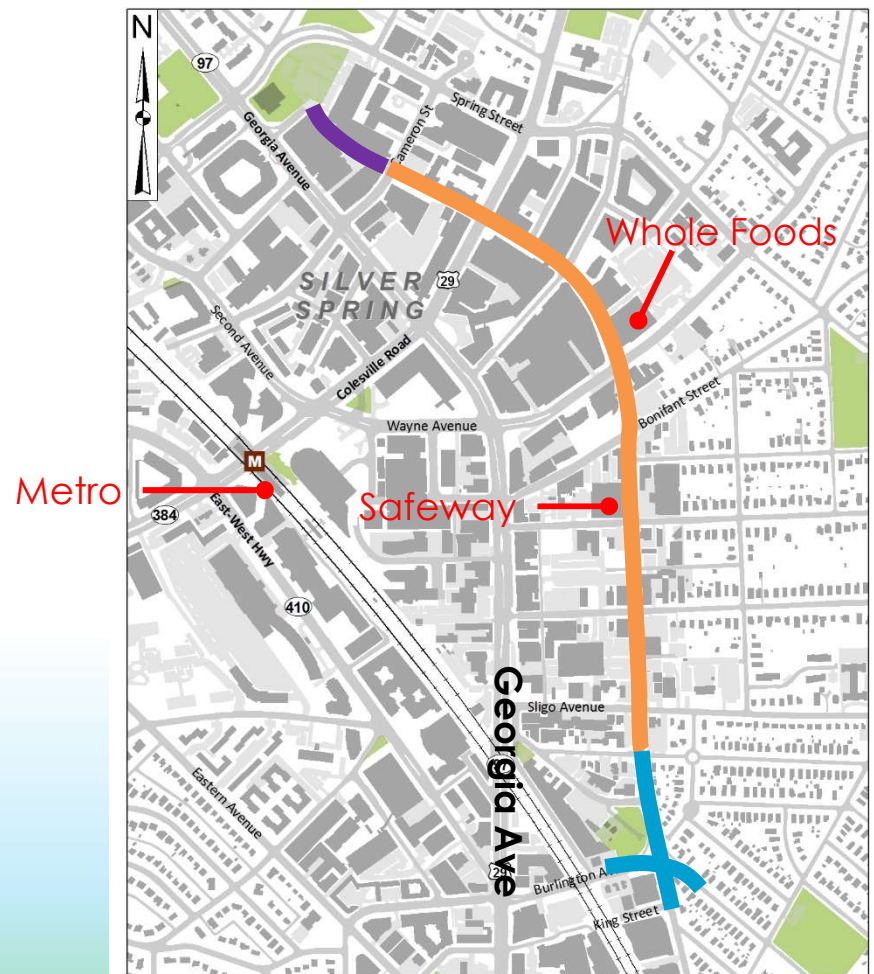 N
97
Georgia Avenue
Cameron St
Spring Street
Whole Foods
SILVER
SPRING
29
Second Avenue
Colesville Road
Bonifant Street
Wayne Avenue
M
Metro
Safeway
384
East-West Hwy
410
Georgia Ave
Sligo Avenue
Eastern Avenue
29
Burlington
King Street